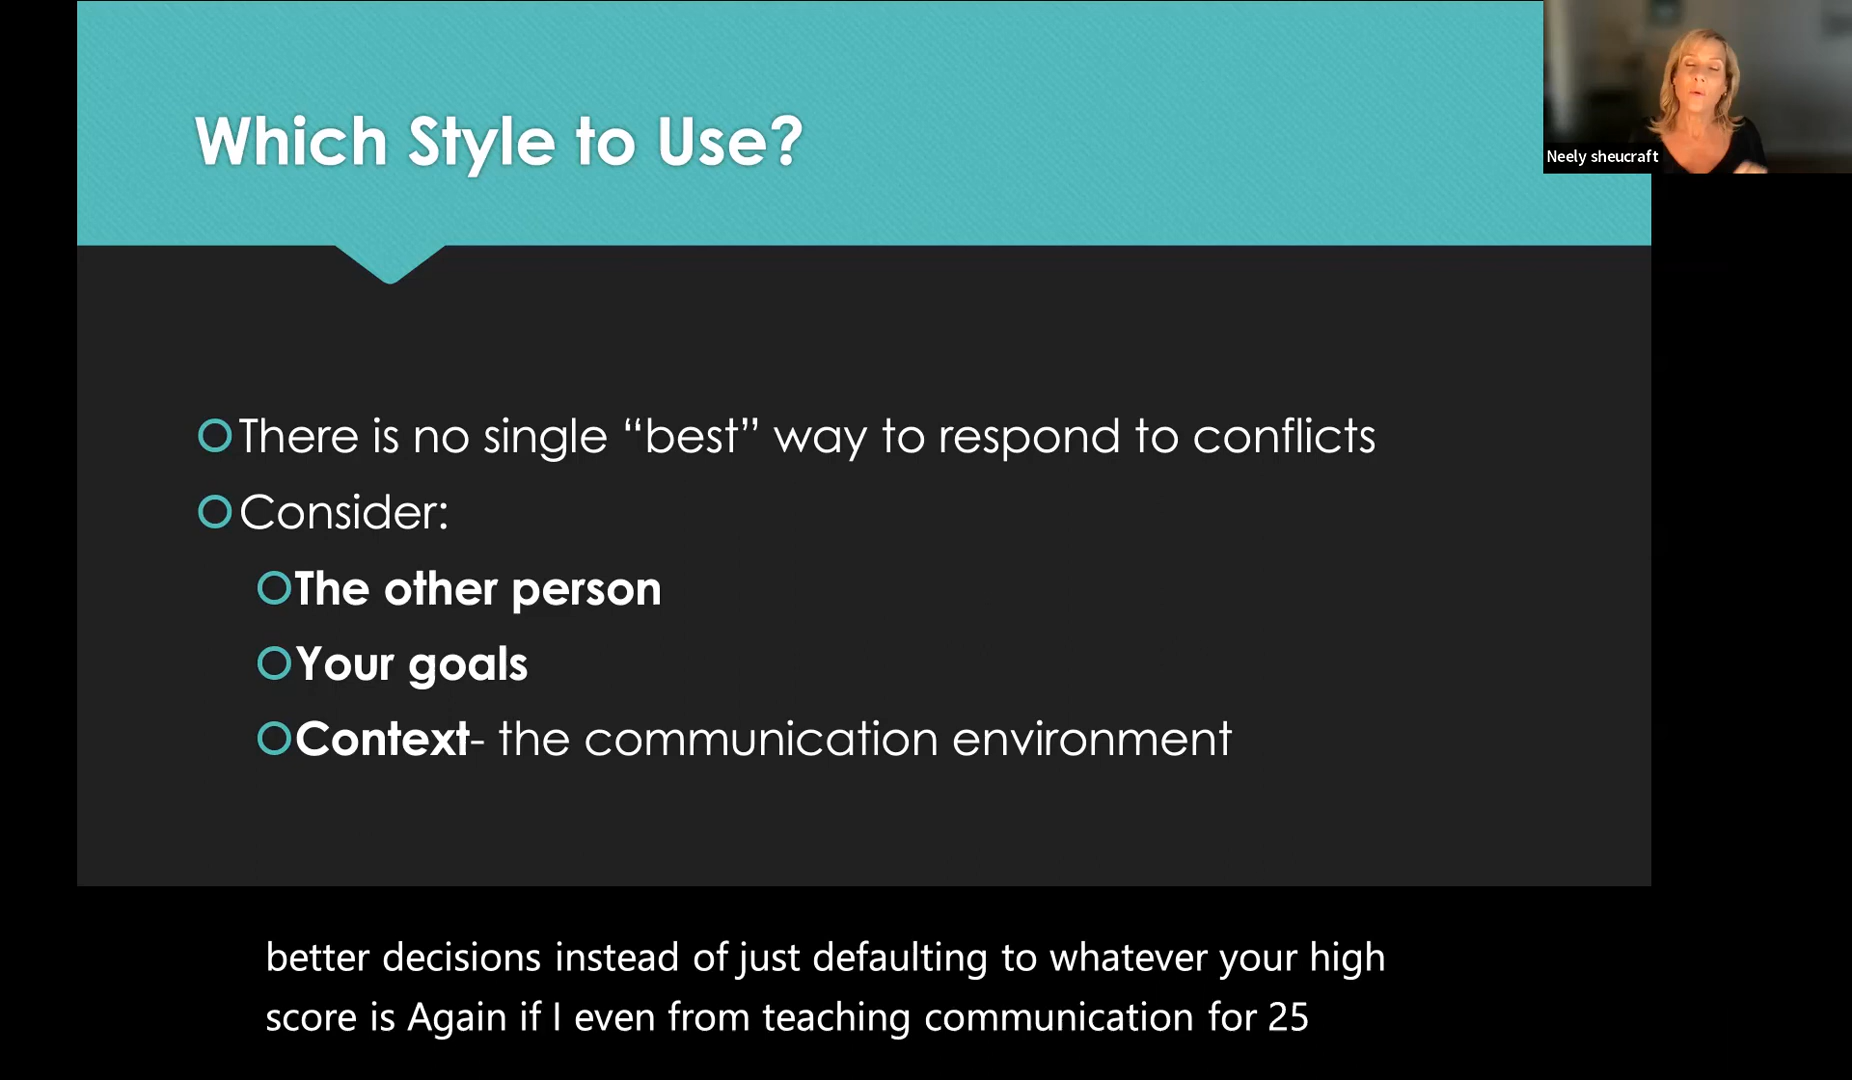 Which Style to Use?
Neely sheucraft
There is no single “best” way to respond to conflicts
Consider:
The other person
Your goals
Context- the communication environment
better decisions instead of just defaulting to whatever your high
score is Again if I even from teaching communication for 25